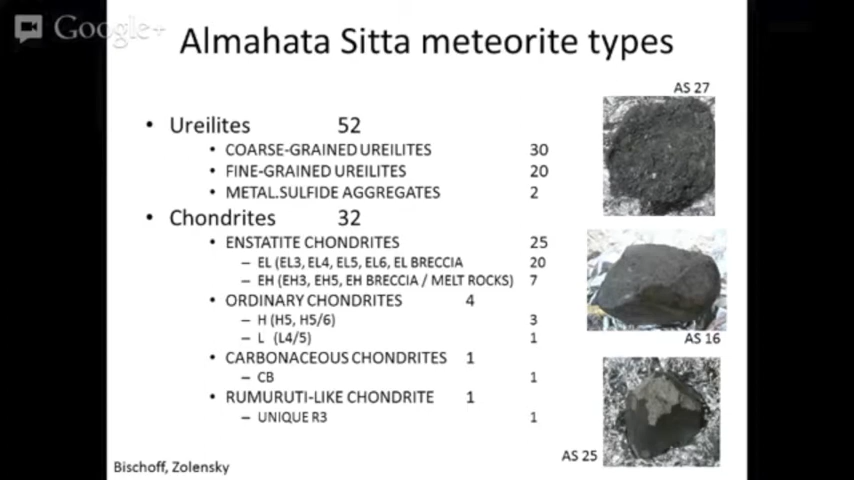 Google+
Almahata Sitta meteorite types
AS 27
• Ureilites 52
• COARSE-GRAINED UREILITES 30
• FINE-GRAINED UREILITES 20
• METAL.SULFIDE AGGREGATES 2
• Chondrites 32
• ENSTATITE CHONDRITES 25
– EL (EL3, EL4, EL5, EL6, EL BRECCIA 20
– EH (EH3, EH5, EH BRECCIA / MELT ROCKS) 7
• ORDINARY CHONDRITES 4
– H (H5, H5/6) 3
– L (L4/5) 1
AS 16
• CARBONACEOUS CHONDRITES 1
– CB 1
• RUMURUTI-LIKE CHONDRITE 1
– UNIQUE R3 1
AS 25
Bischoff, Zolensky